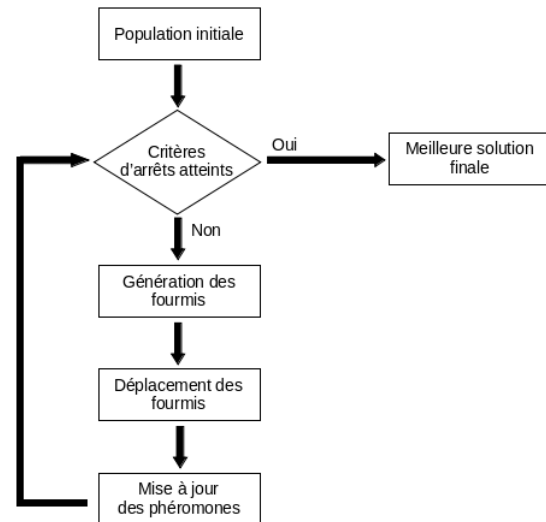 Population initiale
Critères
d'arrêts atteints
Oui
Meilleure solution
finale
Non
Génération des
fourmis
Déplacement des
fourmis
Mise à jour
des phéromones